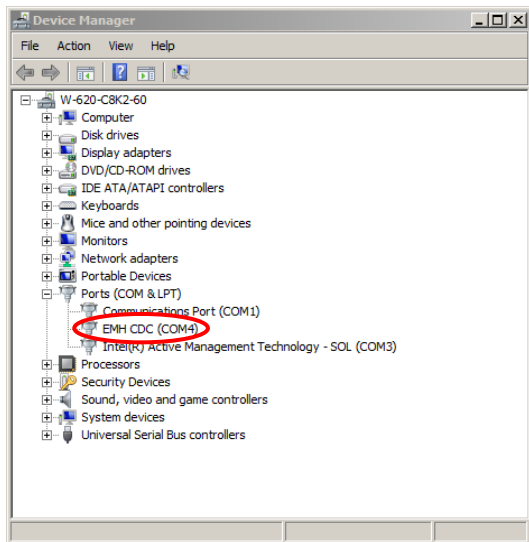 Device Manager
File Action View Help
W-620-C8K2-60
Computer
Disk drives
Display adapters
DVD/CD-ROM drives
IDE ATA/ATAPI controllers
Keyboards
Mice and other pointing devices
Monitors
Network adapters
Portable Devices
Ports (COM & LPT)
Communications Port (COM1)
EMH CDC (COM4)
Intel(R) Active Management Technology - SOL (COM3)
Processors
Security Devices
Sound, video and game controllers
System devices
Universal Serial Bus controllers